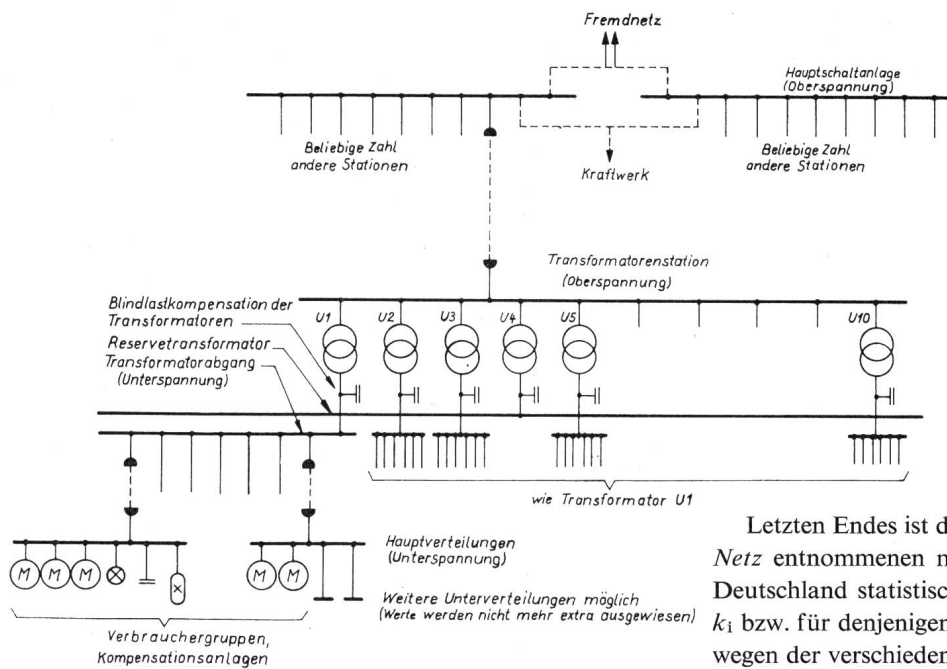 Fremdnetz
Hauptschaltanlage
(Oberspannung)
Beliebige Zahl
andere Stationen
Beliebige Zahl
andere Stationen
Kraftwerk
Transformatorenstation
(Oberspannung)
Blindlastkompensation der
Transformatoren
Reservetransformator
Transformatorabgang
(Unterspannung)
U1
U2
U3
U4
U5
U10
wie Transformator U1
Hauptverteilungen
(Unterspannung)
M
M
M
M
M
Weitere Unterverteilungen möglich
(Werte werden nicht mehr extra ausgewiesen)
Verbrauchergruppen,
Kompensationsanlagen
Letzten Endes ist d
Netz entnommenen m
Deutschland statistisc
ki bzw. für denjenigen
wegen der verschieden